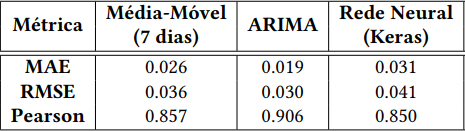 Métrica Média-Móvel (7 dias) ARIMA Rede Neural (Keras)
MAE 0.026 0.019 0.031
RMSE 0.036 0.030 0.041
Pearson 0.857 0.906 0.850